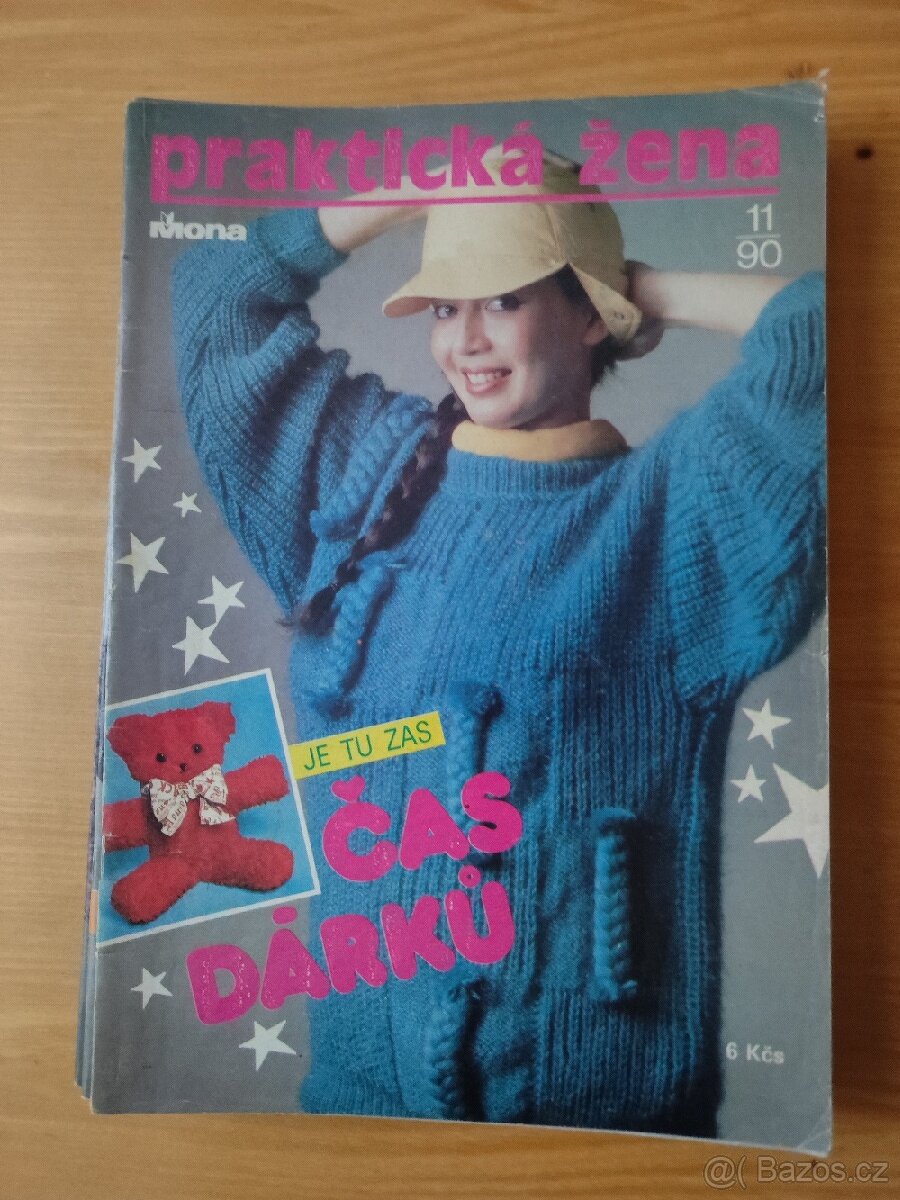 praktická žena
Mona
11
90
JE TU ZAS
ČAS
DÁRKŮ
6 Kčs
@( Bazos.cz